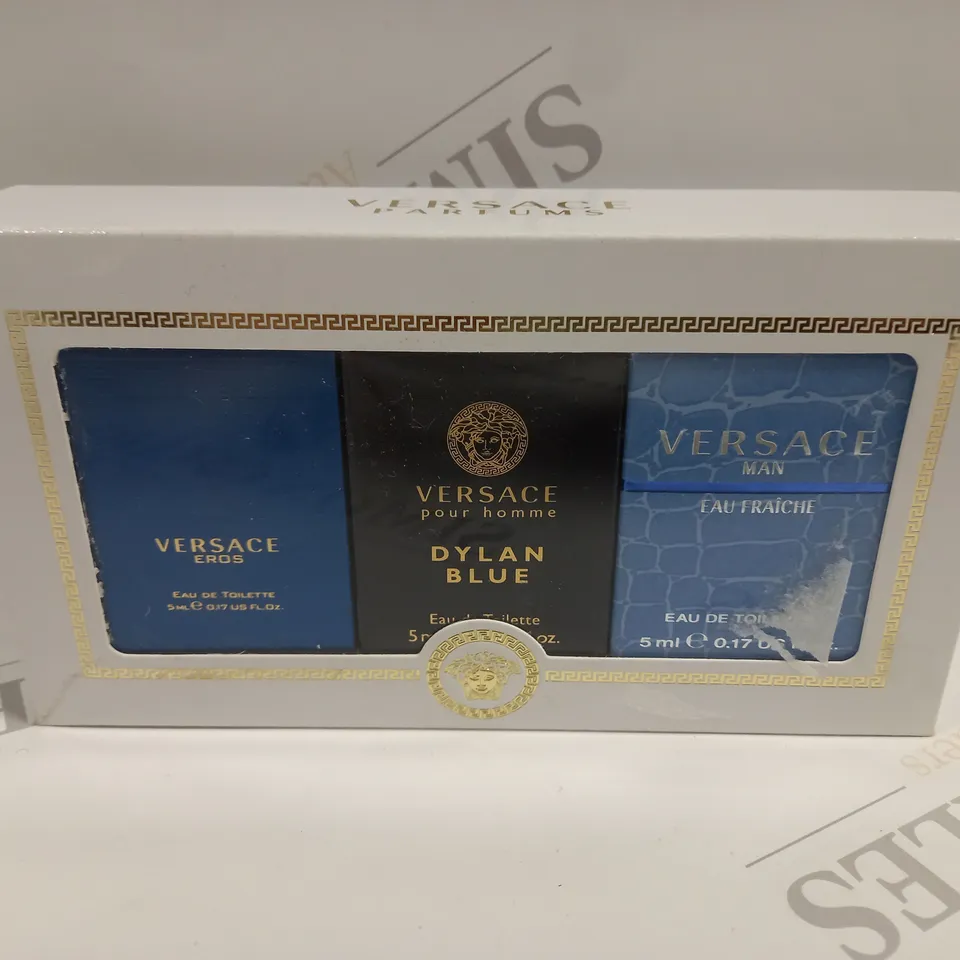 VERSACE
PARFUMS
VERSACE
EROS
EAU DE TOILETTE
5ML e 0.17 US FL.OZ.
VERSACE
pour homme
DYLAN
BLUE
Eau de Toilette
5 oz.
VERSACE
MAN
EAU FRAÎCHE
EAU DE
5 ml e 0.17